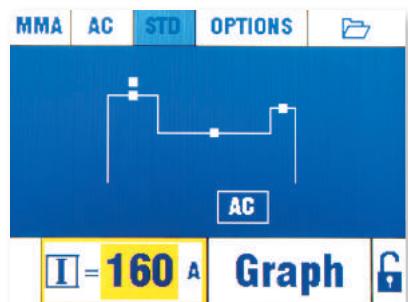 MMA AC STD OPTIONS
AC
I = 160 A Graph